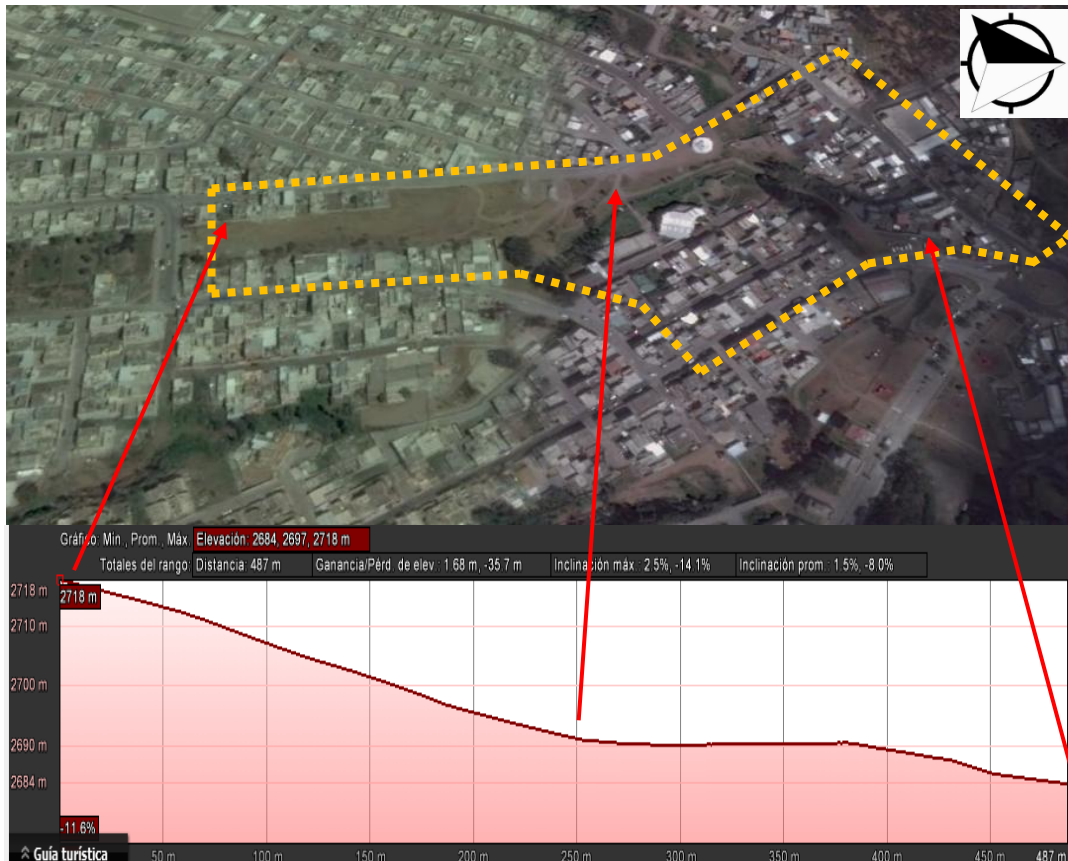 Gráfico: Min., Prom., Máx. Elevación: 2684, 2697, 2718 m
Totales del rango: Distancia: 487 m Ganancia/Pérd. de elev.: 1.68 m, -35.7 m Inclinación máx.: 2.5%, -14.1% Inclinación prom.: 1.5%, -8.0%
2718 m
2718 m
2710 m
2700 m
2690 m
2684 m
-11.6%
Guía turística 50 m 100 m 150 m 200 m 250 m 300 m 350 m 400 m 450 m 487 m